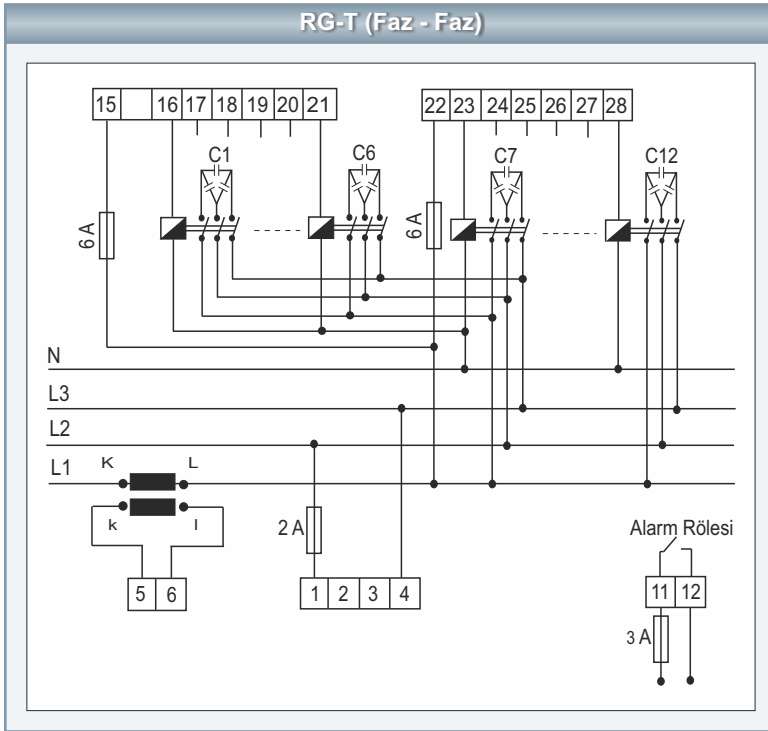 RG-T (Faz - Faz)
15 16 17 18 19 20 21
22 23 24 25 26 27 28
C1
C6
C7
C12
6 A
6 A
N
L3
L2
L1
K L
k l
2 A
Alarm Rölesi
5 6
1 2 3 4
11 12
3 A